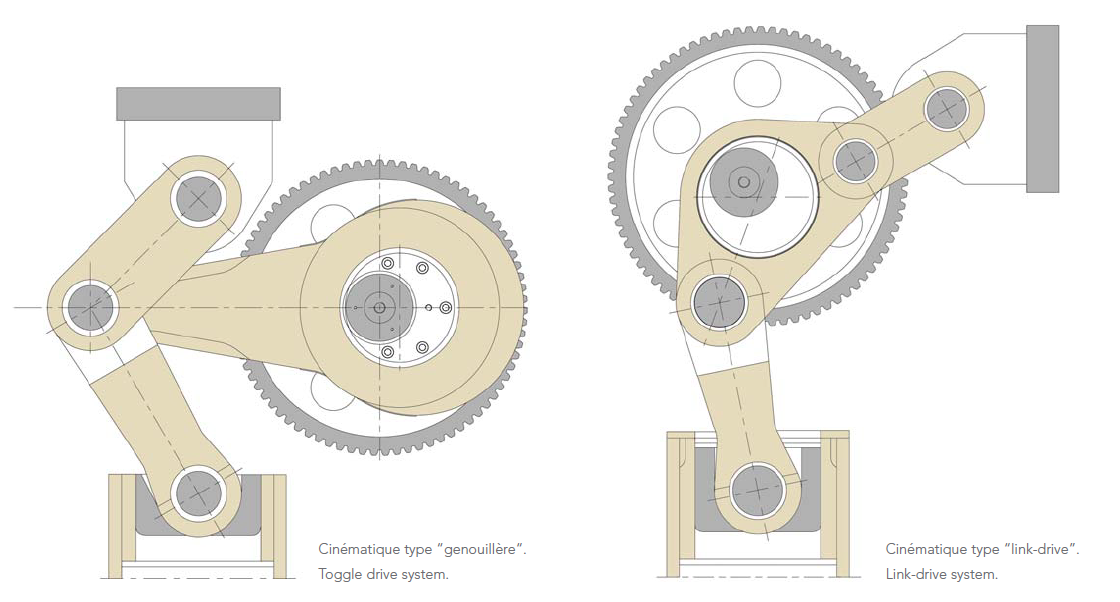 Cinématique type “genouillère“.
Toggle drive system.
Cinématique type “link-drive“.
Link-drive system.